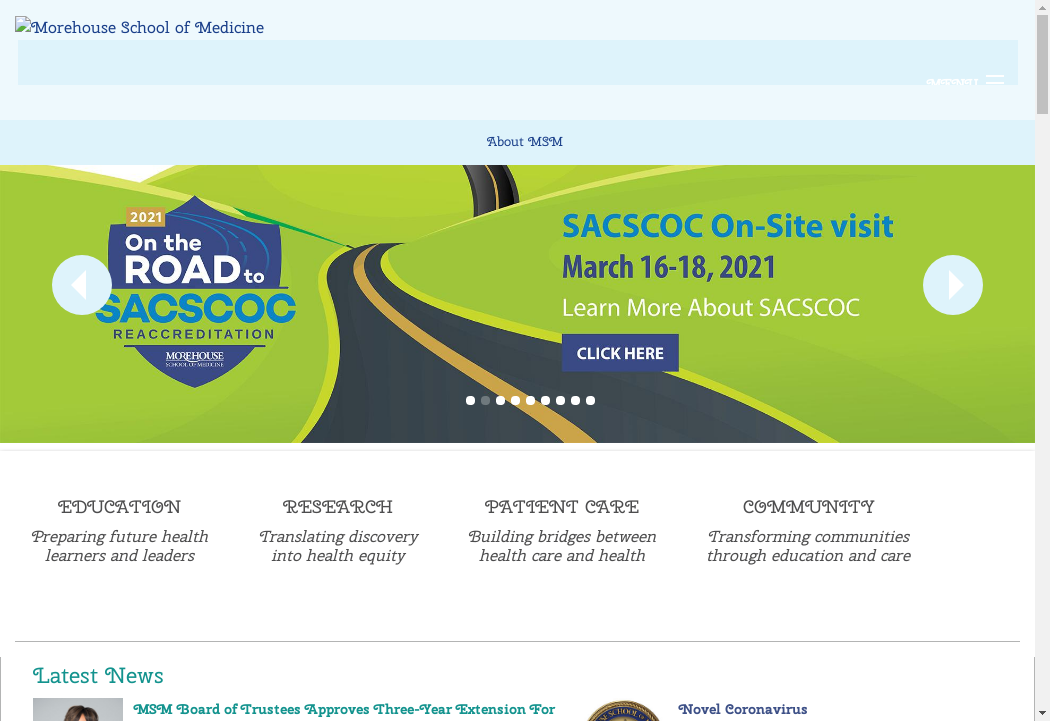 Morehouse School of Medicine
About MSM
2021
On the
ROAD to
SACSCOC
REACCREDITATION
MOREHOUSE
SCHOOL OF MEDICINE
SACSCOC On-Site visit
March 16-18, 2021
Learn More About SACSCOC
CLICK HERE
EDUCATION
Preparing future health
learners and leaders
RESEARCH
Translating discovery
into health equity
PATIENT CARE
Building bridges between
health care and health
COMMUNITY
Transforming communities
through education and care
Latest News
MSM Board of Trustees Approves Three-Year Extension For
Novel Coronavirus